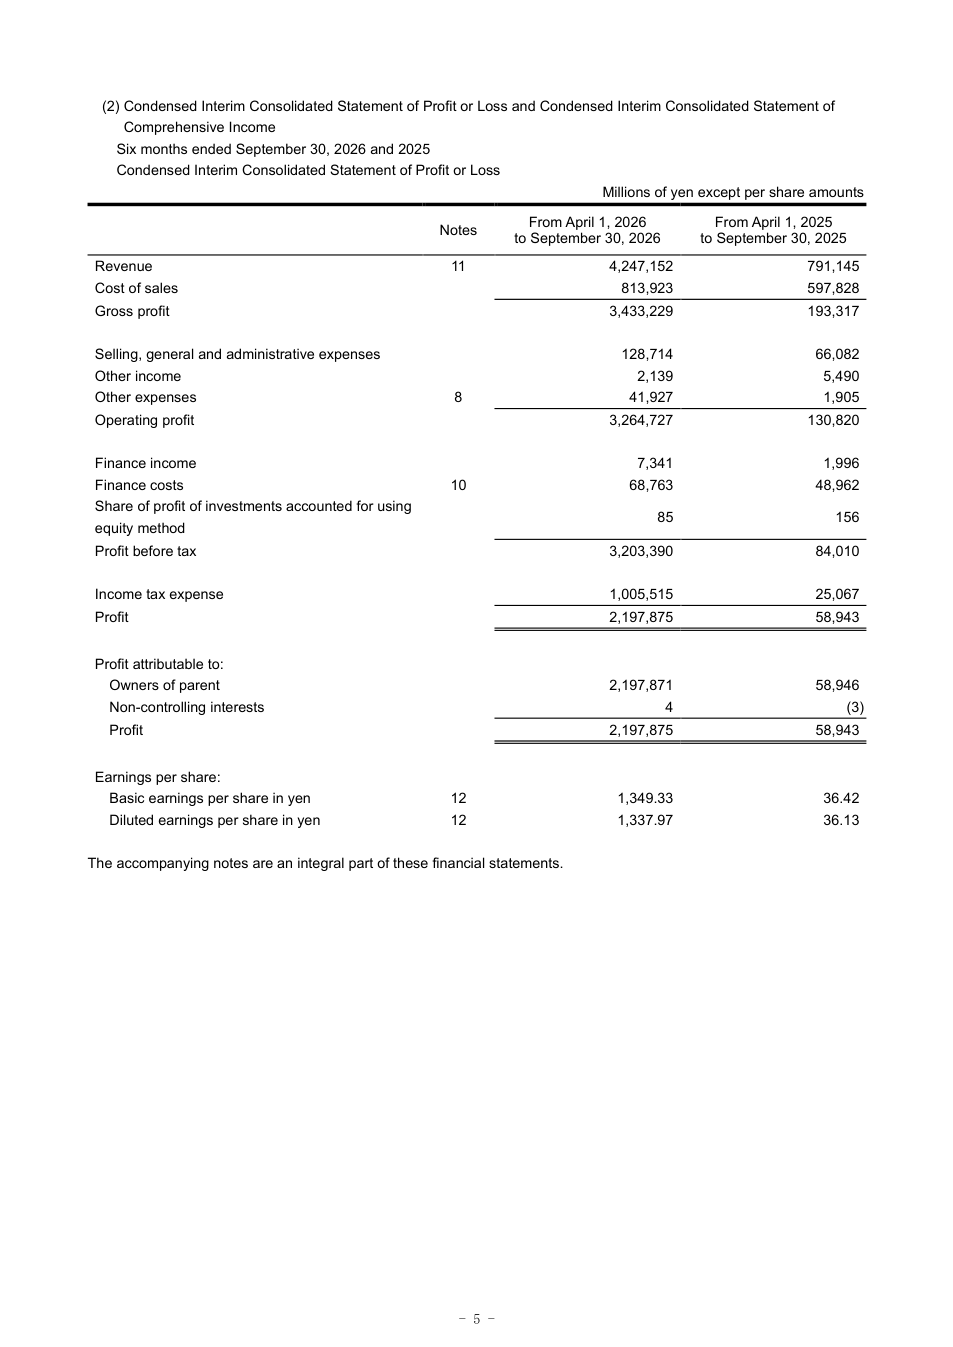 (2) Condensed Interim Consolidated Statement of Profit or Loss and Condensed Interim Consolidated Statement of
Comprehensive Income
Six months ended September 30, 2026 and 2025
Condensed Interim Consolidated Statement of Profit or Loss
Millions of yen except per share amounts
Notes From April 1, 2026 to September 30, 2026 From April 1, 2025 to September 30, 2025
Revenue 11 4,247,152 791,145
Cost of sales 813,923 597,828
Gross profit 3,433,229 193,317
Selling, general and administrative expenses 128,714 66,082
Other income 2,139 5,490
Other expenses 8 41,927 1,905
Operating profit 3,264,727 130,820
Finance income 7,341 1,996
Finance costs 10 68,763 48,962
Share of profit of investments accounted for using
equity method 85 156
Profit before tax 3,203,390 84,010
Income tax expense 1,005,515 25,067
Profit 2,197,875 58,943
Profit attributable to:
Owners of parent 2,197,871 58,946
Non-controlling interests 4 (3)
Profit 2,197,875 58,943
Earnings per share:
Basic earnings per share in yen 12 1,349.33 36.42
Diluted earnings per share in yen 12 1,337.97 36.13
The accompanying notes are an integral part of these financial statements.
- 5 -